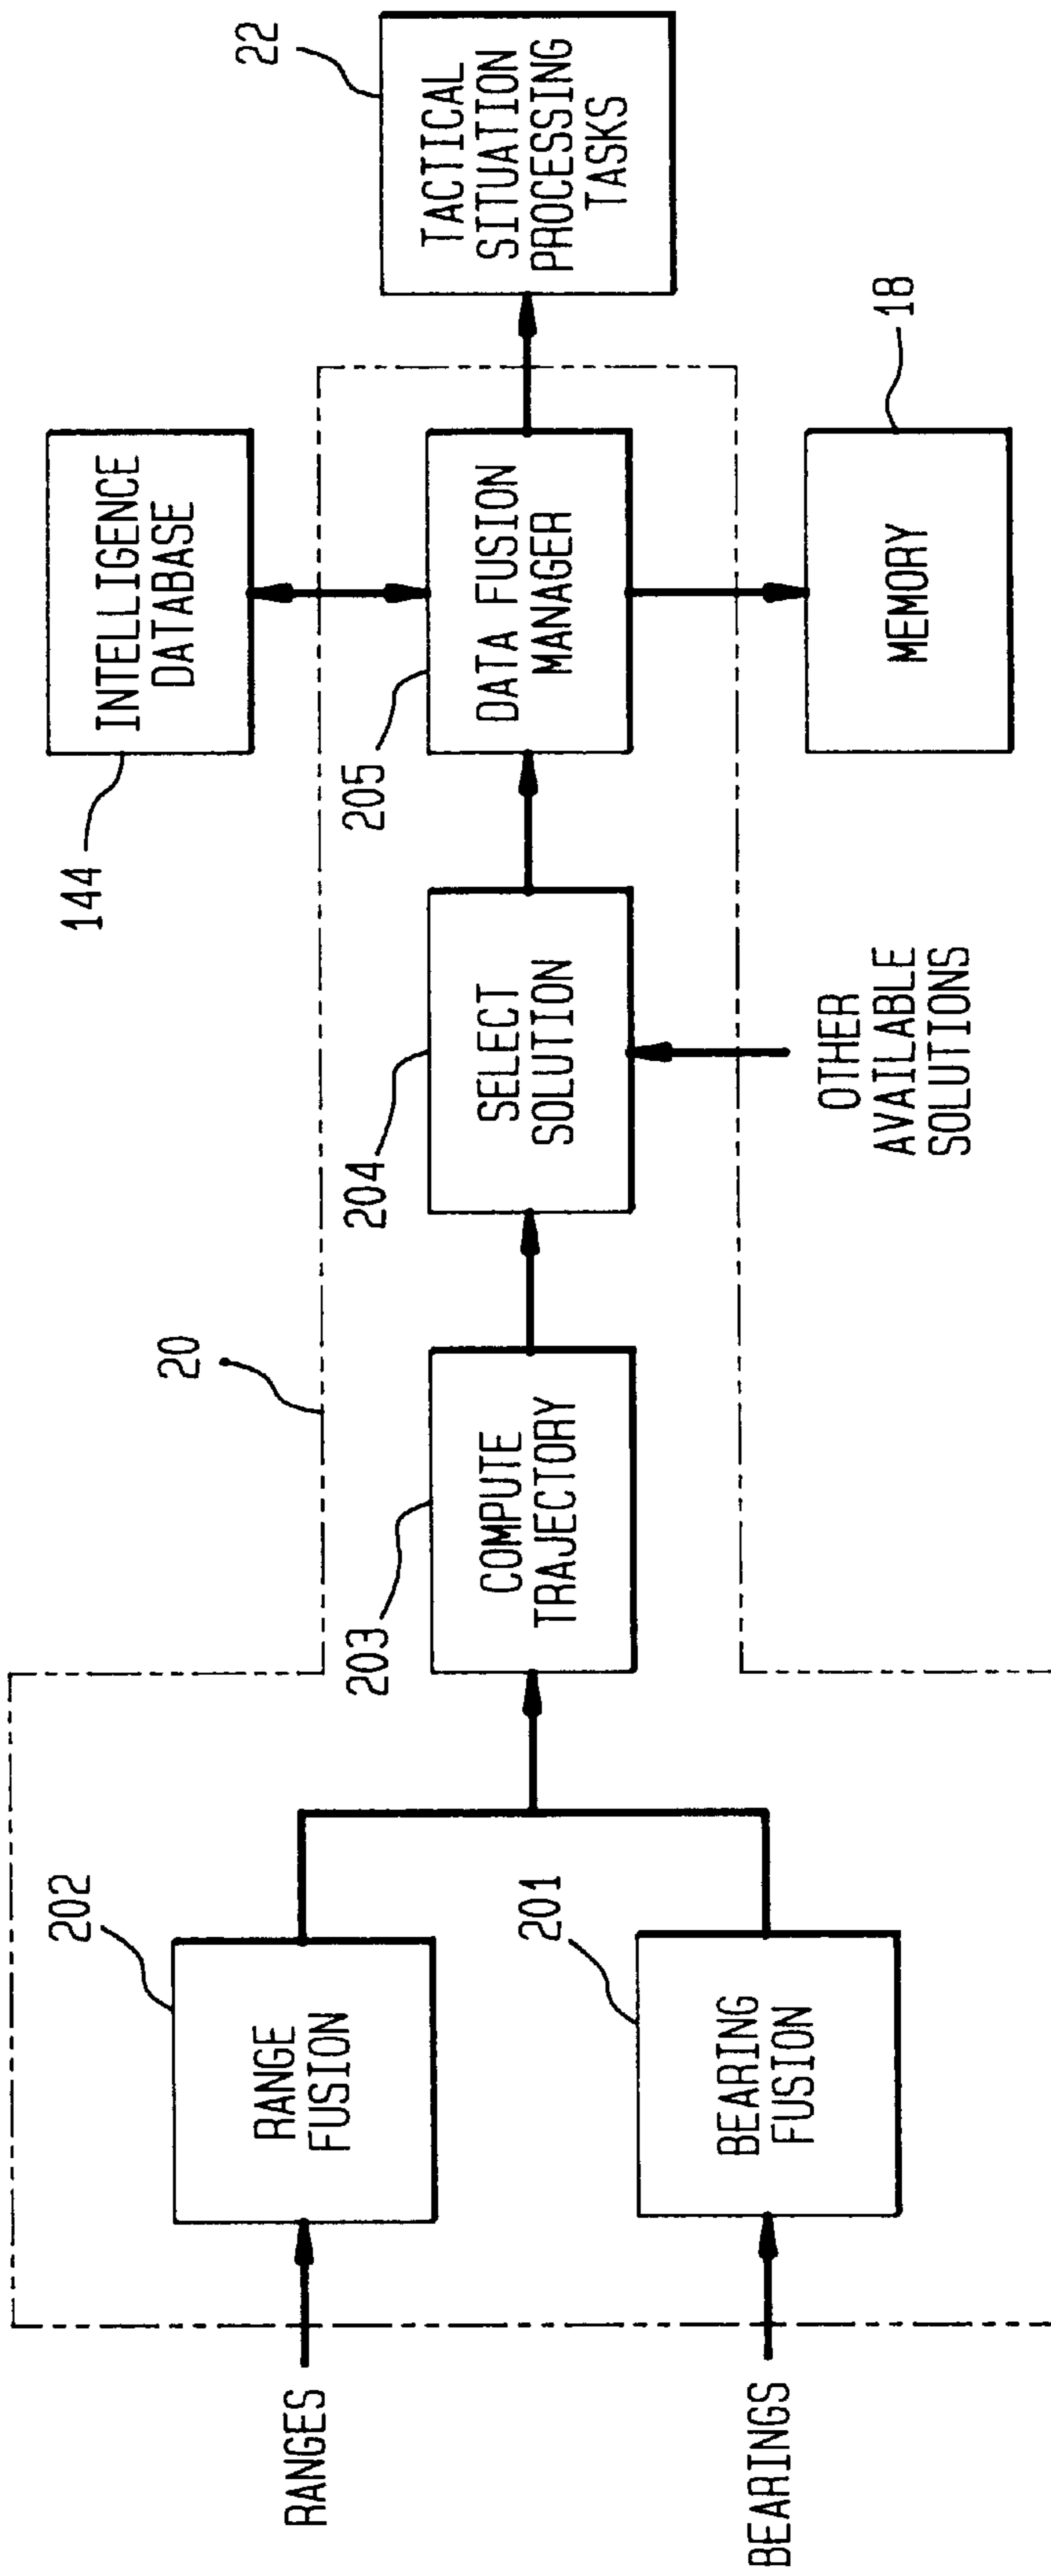 RANGES
BEARINGS
202
RANGE
FUSION
201
BEARING
FUSION
20
203
COMPUTE
TRAJECTORY
204
SELECT
SOLUTION
OTHER
AVAILABLE
SOLUTIONS
144
INTELLIGENCE
DATABASE
205
DATA FUSION
MANAGER
18
MEMORY
22
TACTICAL
SITUATION
PROCESSING
TASKS